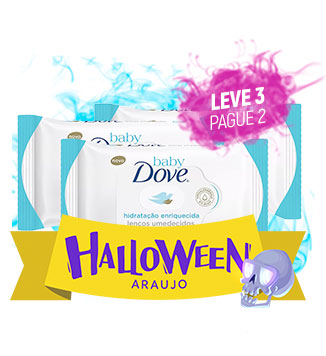 LEVE 3
PAGUE 2
baby
novo
baby
Dove
novo
hidratação enriquecida
lenços umedecidos
HALLOWEEN
ARAUJO